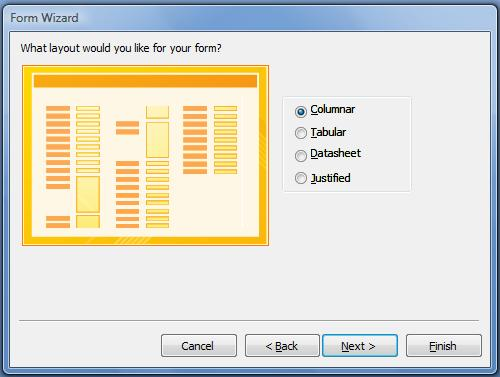 Form Wizard
What layout would you like for your form?
Columnar
Tabular
Datasheet
Justified
Cancel
< Back
Next >
Finish